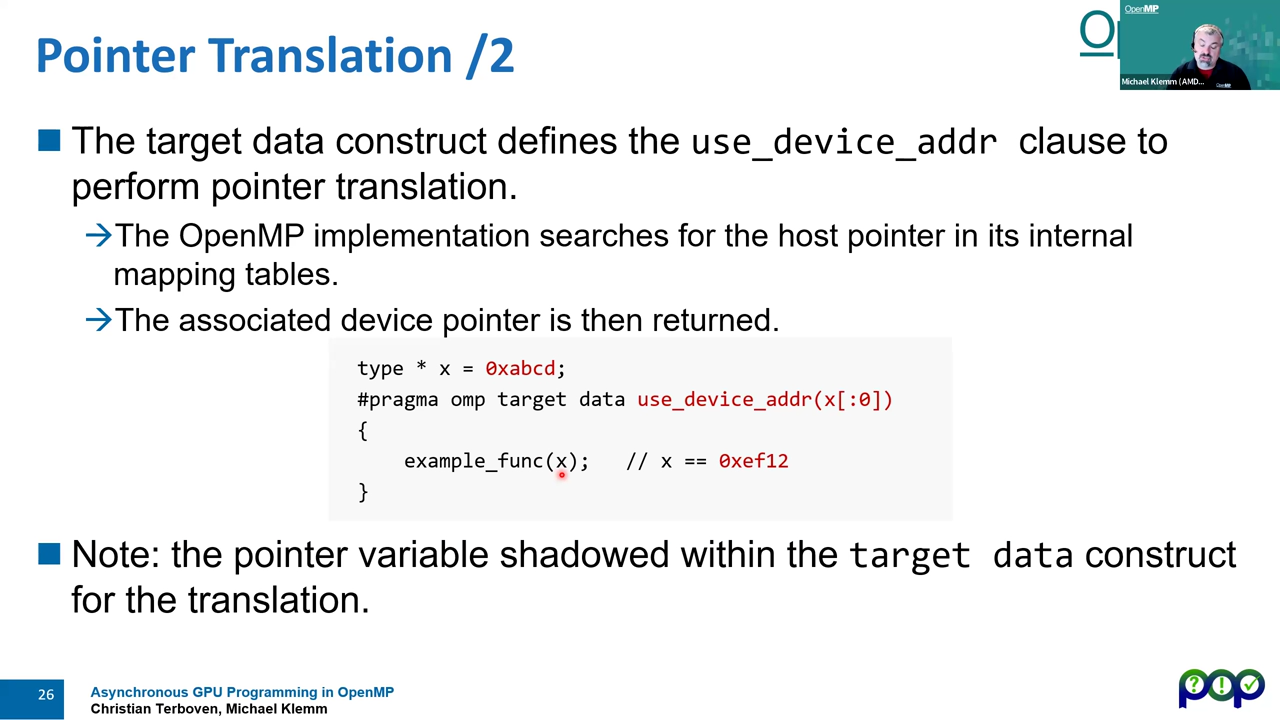 Pointer Translation /2
OpenMP
Michael Klemm (AMD...
OpenMP
The target data construct defines the use_device_addr clause to
perform pointer translation.
→The OpenMP implementation searches for the host pointer in its internal
mapping tables.
→The associated device pointer is then returned.
type * x = 0xabcd;
#pragma omp target data use_device_addr(x[:0])
{
example_func(x); // x == 0xef12
}
Note: the pointer variable shadowed within the target data construct
for the translation.
26
Asynchronous GPU Programming in OpenMP
Christian Terboven, Michael Klemm
pop